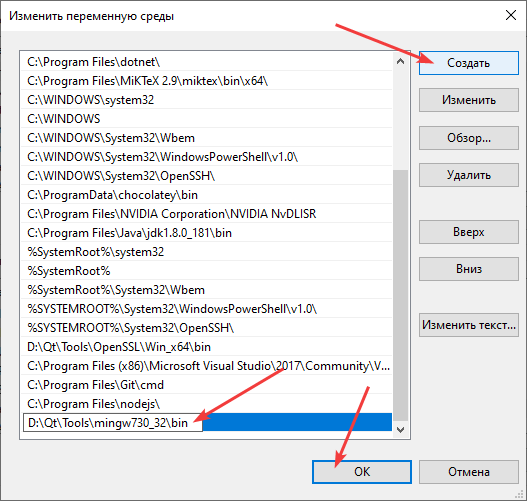 Изменить переменную среды
C:\Program Files\dotnet\
C:\Program Files\MiKTeX 2.9\miktex\bin\x64\
C:\WINDOWS\system32
C:\WINDOWS
C:\WINDOWS\System32\Wbem
C:\WINDOWS\System32\WindowsPowerShell\v1.0\
C:\WINDOWS\System32\OpenSSH\
C:\ProgramData\chocolatey\bin
C:\Program Files\NVIDIA Corporation\NVIDIA NvDLISR
C:\Program Files\Java\jdk1.8.0_181\bin
%SystemRoot%\system32
%SystemRoot%
%SystemRoot%\System32\Wbem
%SYSTEMROOT%\System32\WindowsPowerShell\v1.0\
%SYSTEMROOT%\System32\OpenSSH\
D:\Qt\Tools\OpenSSL\Win_x64\bin
C:\Program Files (x86)\Microsoft Visual Studio\2017\Community\V...
C:\Program Files\Git\cmd
C:\Program Files\nodejs\
D:\Qt\Tools\mingw730_32\bin
Создать
Изменить
Обзор...
Удалить
Вверх
Вниз
Изменить текст...
ОК
Отмена